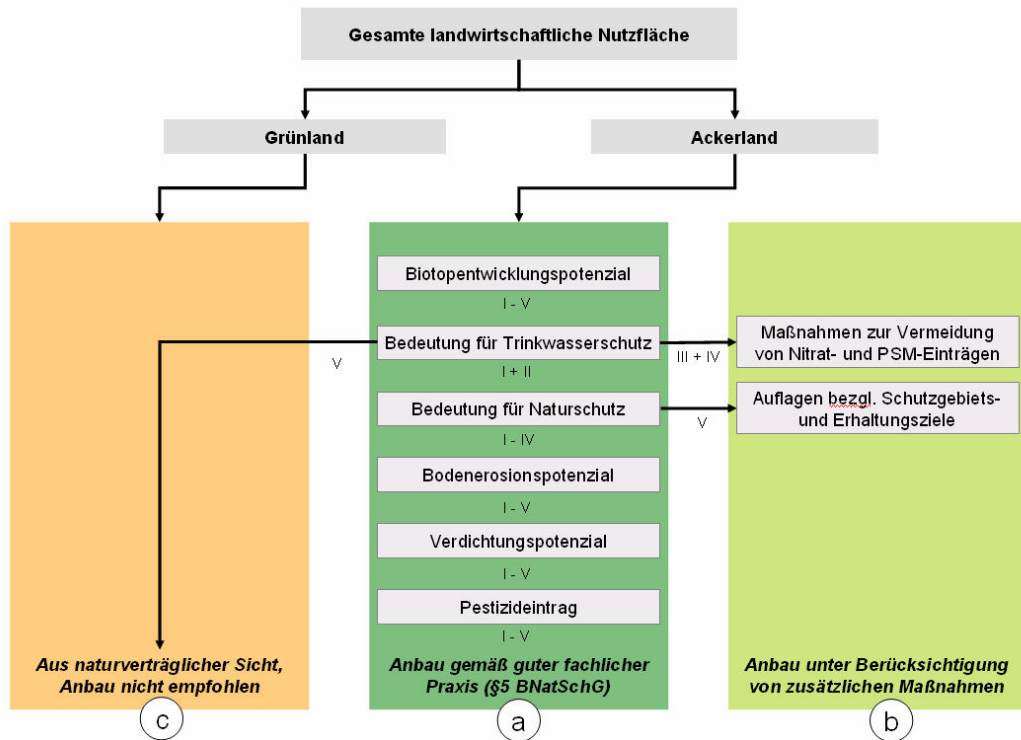 Gesamte landwirtschaftliche Nutzfläche
Grünland
Ackerland
Biotopentwicklungspotenzial
I - V
Bedeutung für Trinkwasserschutz
V
III + IV
I + II
Maßnahmen zur Vermeidung
von Nitrat- und PSM-Einträgen
Bedeutung für Naturschutz
V
I - IV
Auflagen bezgl. Schutzgebiets-
und Erhaltungsziele
Bodenerosionspotenzial
I - V
Verdichtungspotenzial
I - V
Pestizideintrag
I - V
Aus naturverträglicher Sicht,
Anbau nicht empfohlen
c
Anbau gemäß guter fachlicher
Praxis (§5 BNatSchG)
a
Anbau unter Berücksichtigung
von zusätzlichen Maßnahmen
b